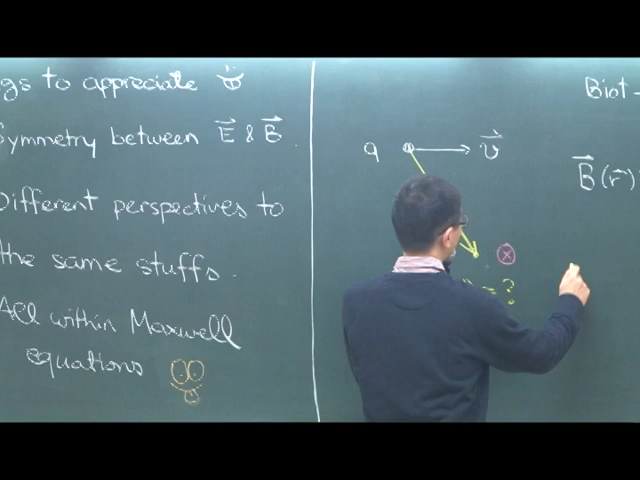 gs to appreciate
Symmetry between E⃗ & B⃗.
Different perspectives to
the same stuffs.
All within Maxwell
equations
Biot -
q v⃗
B⃗(r⃗)
= ?